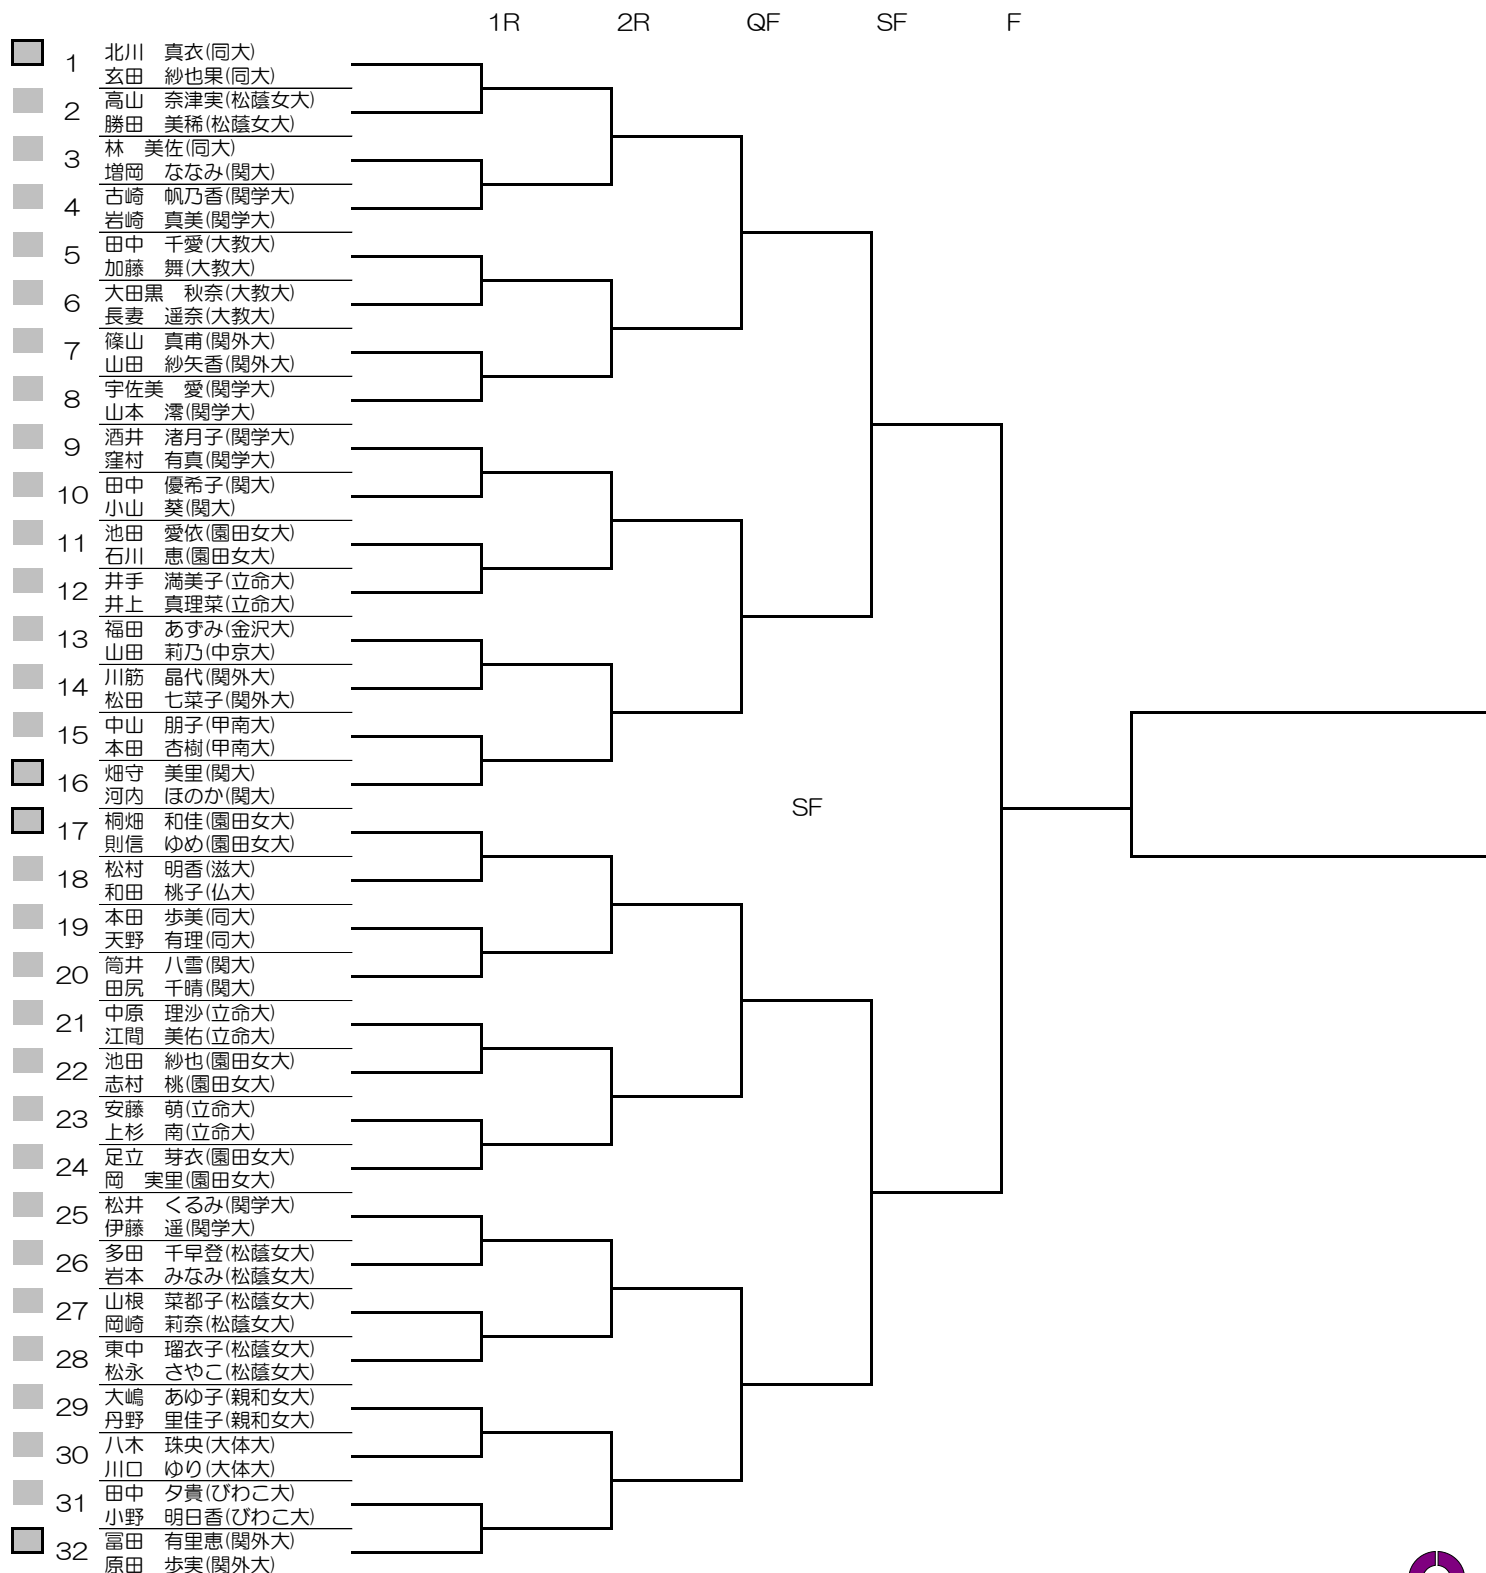 1R 2R QF SF F
1 北川　真衣(同大)
玄田　紗也果(同大)
2 高山　奈津実(松蔭女大)
勝田　美稀(松蔭女大)
3 林　美佐(同大)
増岡　ななみ(関大)
4 古崎　帆乃香(関学大)
岩崎　真美(関学大)
5 田中　千愛(大教大)
加藤　舞(大教大)
6 大田黒　秋奈(大教大)
長妻　遥奈(大教大)
7 篠山　真甫(関外大)
山田　紗矢香(関外大)
8 宇佐美　愛(関学大)
山本　澪(関学大)
9 酒井　渚月子(関学大)
窪村　有真(関学大)
10 田中　優希子(関大)
小山　葵(関大)
11 池田　愛依(園田女大)
石川　恵(園田女大)
12 井手　満美子(立命大)
井上　真理菜(立命大)
13 福田　あずみ(金沢大)
山田　莉乃(中京大)
14 川筋　晶代(関外大)
松田　七菜子(関外大)
15 中山　朋子(甲南大)
本田　杏樹(甲南大)
16 畑守　美里(関大)
河内　ほのか(関大)
SF
17 桐畑　和佳(園田女大)
則信　ゆめ(園田女大)
18 松村　明香(滋大)
和田　桃子(仏大)
19 本田　歩美(同大)
天野　有理(同大)
20 筒井　八雪(関大)
田尻　千晴(関大)
21 中原　理沙(立命大)
江間　美佑(立命大)
22 池田　紗也(園田女大)
志村　桃(園田女大)
23 安藤　萌(立命大)
上杉　南(立命大)
24 足立　芽衣(園田女大)
岡　実里(園田女大)
25 松井　くるみ(関学大)
伊藤　遥(関学大)
26 多田　千早登(松蔭女大)
岩本　みなみ(松蔭女大)
27 山根　菜都子(松蔭女大)
岡崎　莉奈(松蔭女大)
28 東中　瑠衣子(松蔭女大)
松永　さやこ(松蔭女大)
29 大嶋　あゆ子(親和女大)
丹野　里佳子(親和女大)
30 八木　珠央(大体大)
川口　ゆり(大体大)
31 田中　夕貴(びわこ大)
小野　明日香(びわこ大)
32 冨田　有里恵(関外大)
原田　歩実(関外大)